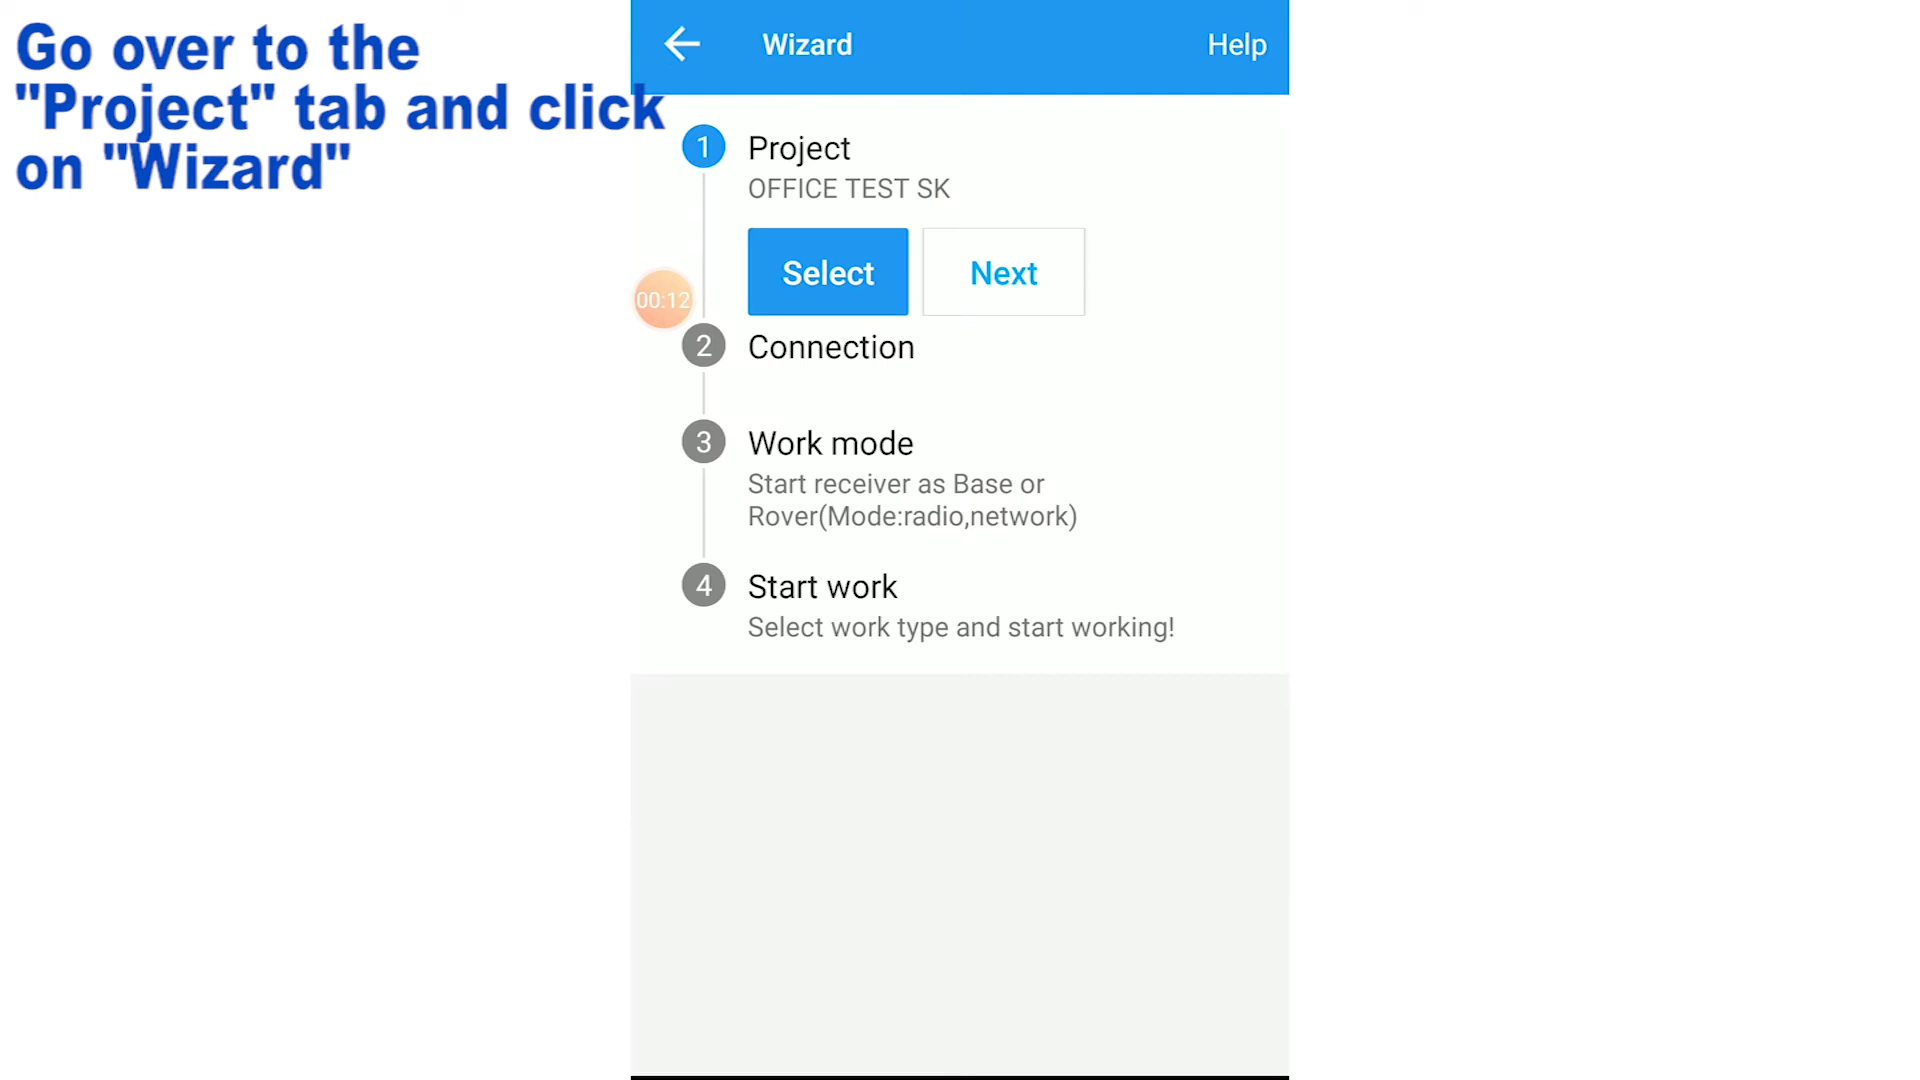 Go over to the
"Project" tab and click
on "Wizard"
Wizard
Help
1
Project
OFFICE TEST SK
Select
Next
00:12
2
Connection
3
Work mode
Start receiver as Base or
Rover(Mode:radio,network)
4
Start work
Select work type and start working!